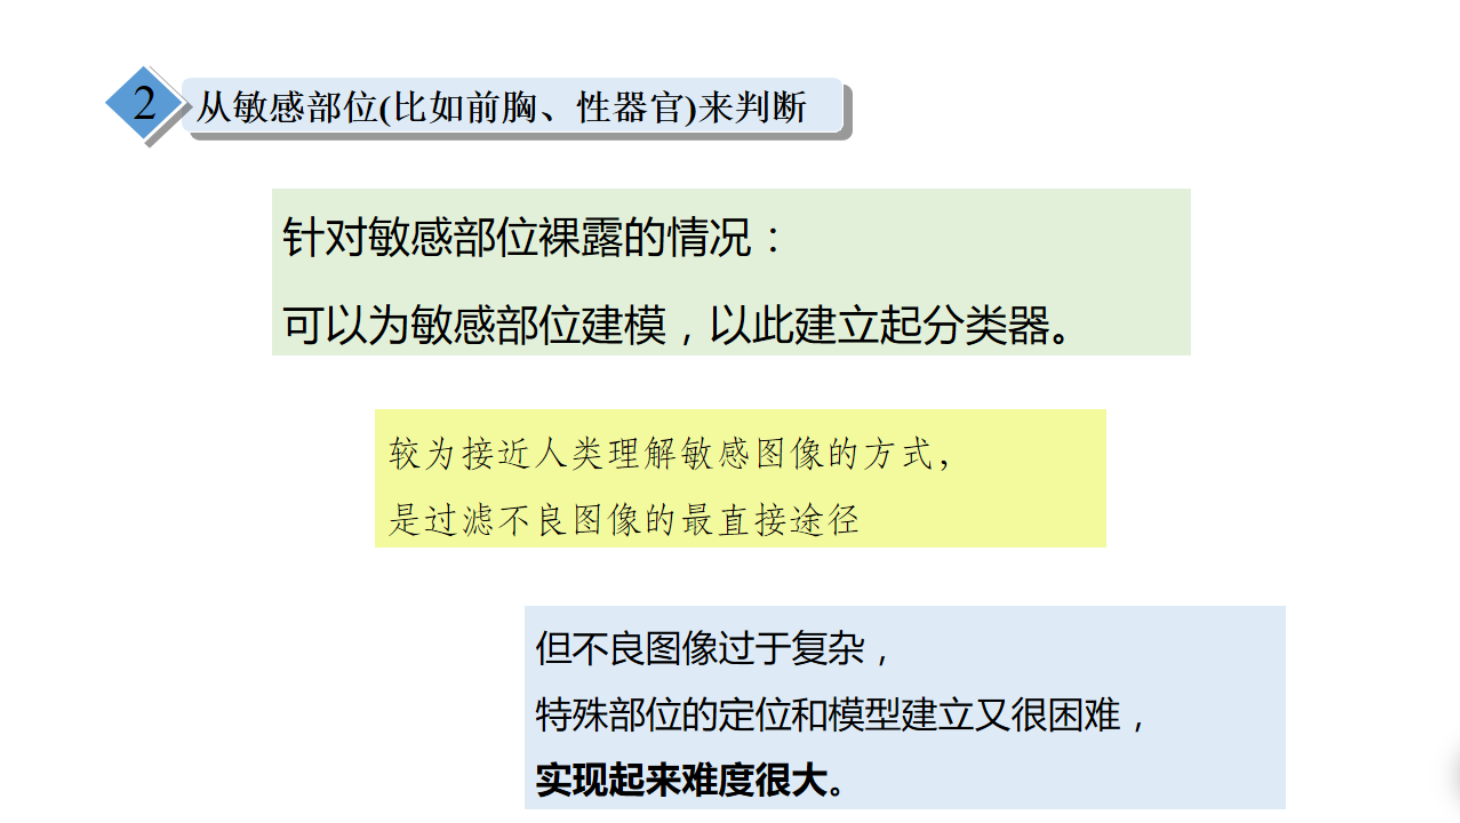 2
从敏感部位(比如前胸、性器官)来判断
针对敏感部位裸露的情况：
可以为敏感部位建模，以此建立起分类器。
较为接近人类理解敏感图像的方式，
是过滤不良图像的最直接途径
但不良图像过于复杂，
特殊部位的定位和模型建立又很困难，
实现起来难度很大。